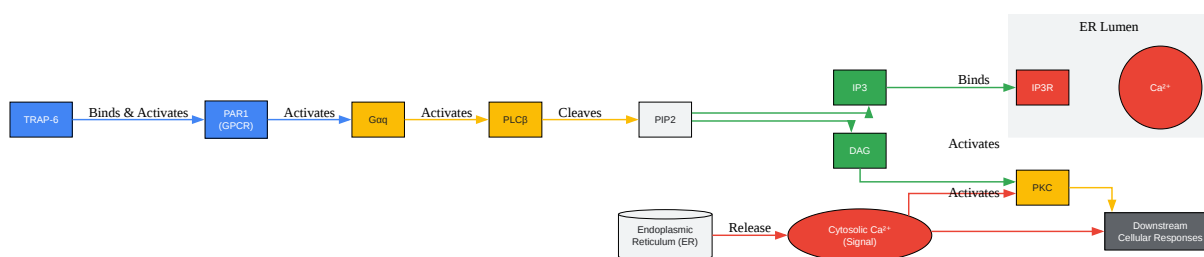 ER Lumen
TRAP-6
Binds & Activates
PAR1
(GPCR)
Activates
Gαq
Activates
PLCβ
Cleaves
PIP2
IP3
Binds
IP3R
Ca²⁺
DAG
Activates
PKC
Activates
Endoplasmic
Reticulum (ER)
Release
Cytosolic Ca²⁺
(Signal)
Downstream
Cellular Responses